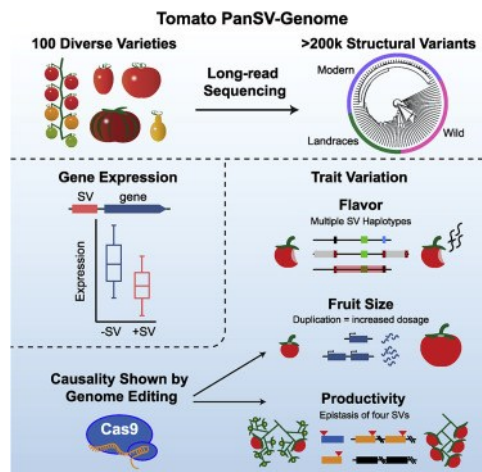 Tomato PanSV-Genome
100 Diverse Varieties
Long-read
Sequencing
>200k Structural Variants
Modern
Landraces
Wild
Gene Expression
SV
gene
Expression
-SV
+SV
Trait Variation
Flavor
Multiple SV Haplotypes
Fruit Size
Duplication = increased dosage
Causality Shown by
Genome Editing
Cas9
Productivity
Epistasis of four SVs